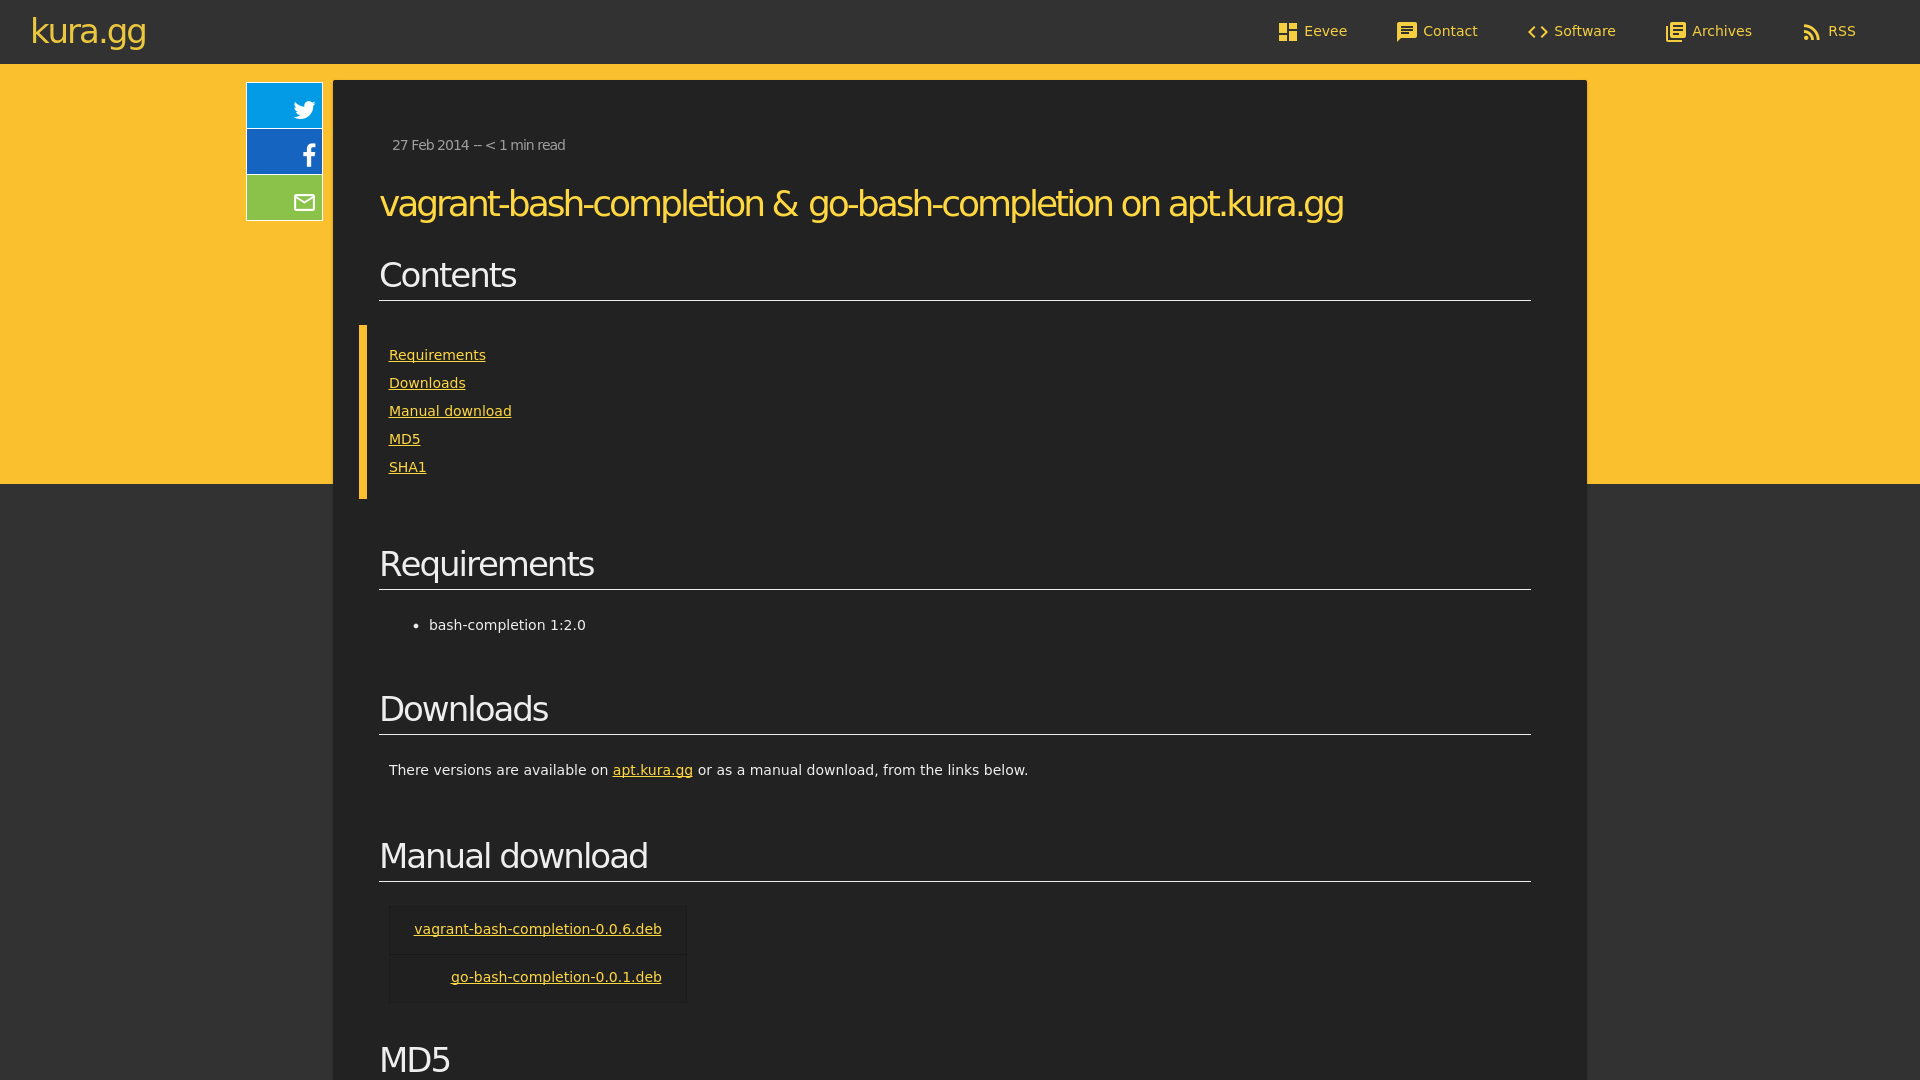 kura.gg
Eevee
Contact
Software
Archives
RSS
27 Feb 2014 -- < 1 min read
vagrant-bash-completion & go-bash-completion on apt.kura.gg
Contents
Requirements
Downloads
Manual download
MD5
SHA1
Requirements
• bash-completion 1:2.0
Downloads
There versions are available on apt.kura.gg or as a manual download, from the links below.
Manual download
vagrant-bash-completion-0.0.6.deb
go-bash-completion-0.0.1.deb
MD5